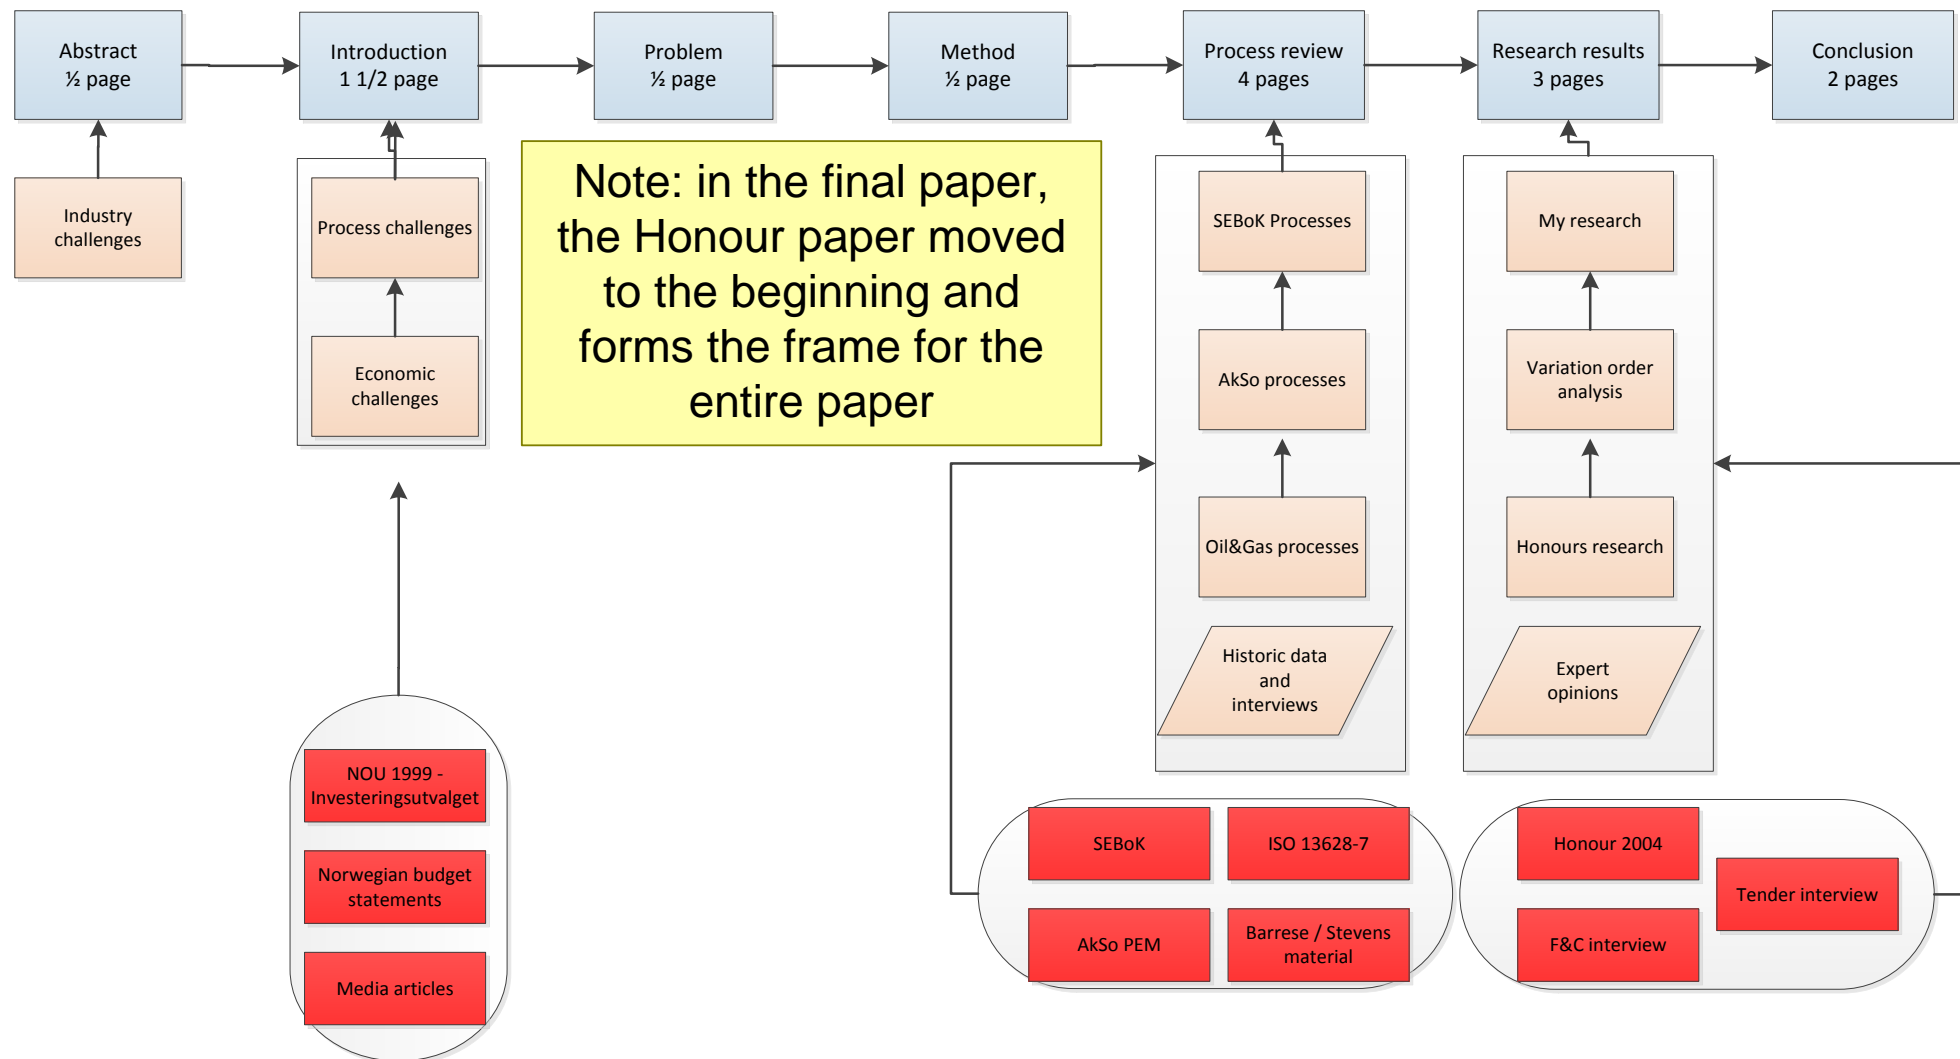 Abstract
½ page
Introduction
1 1/2 page
Problem
½ page
Method
½ page
Process review
4 pages
Research results
3 pages
Conclusion
2 pages
Industry
challenges
Process challenges
Economic
challenges
Note: in the final paper,
the Honour paper moved
to the beginning and
forms the frame for the
entire paper
SEBoK Processes
AkSo processes
Oil&Gas processes
Historic data
and
interviews
My research
Variation order
analysis
Honours research
Expert
opinions
NOU 1999 -
Investeringsutvalget
Norwegian budget
statements
Media articles
SEBoK
ISO 13628-7
AkSo PEM
Barrese / Stevens
material
Honour 2004
Tender interview
F&C interview